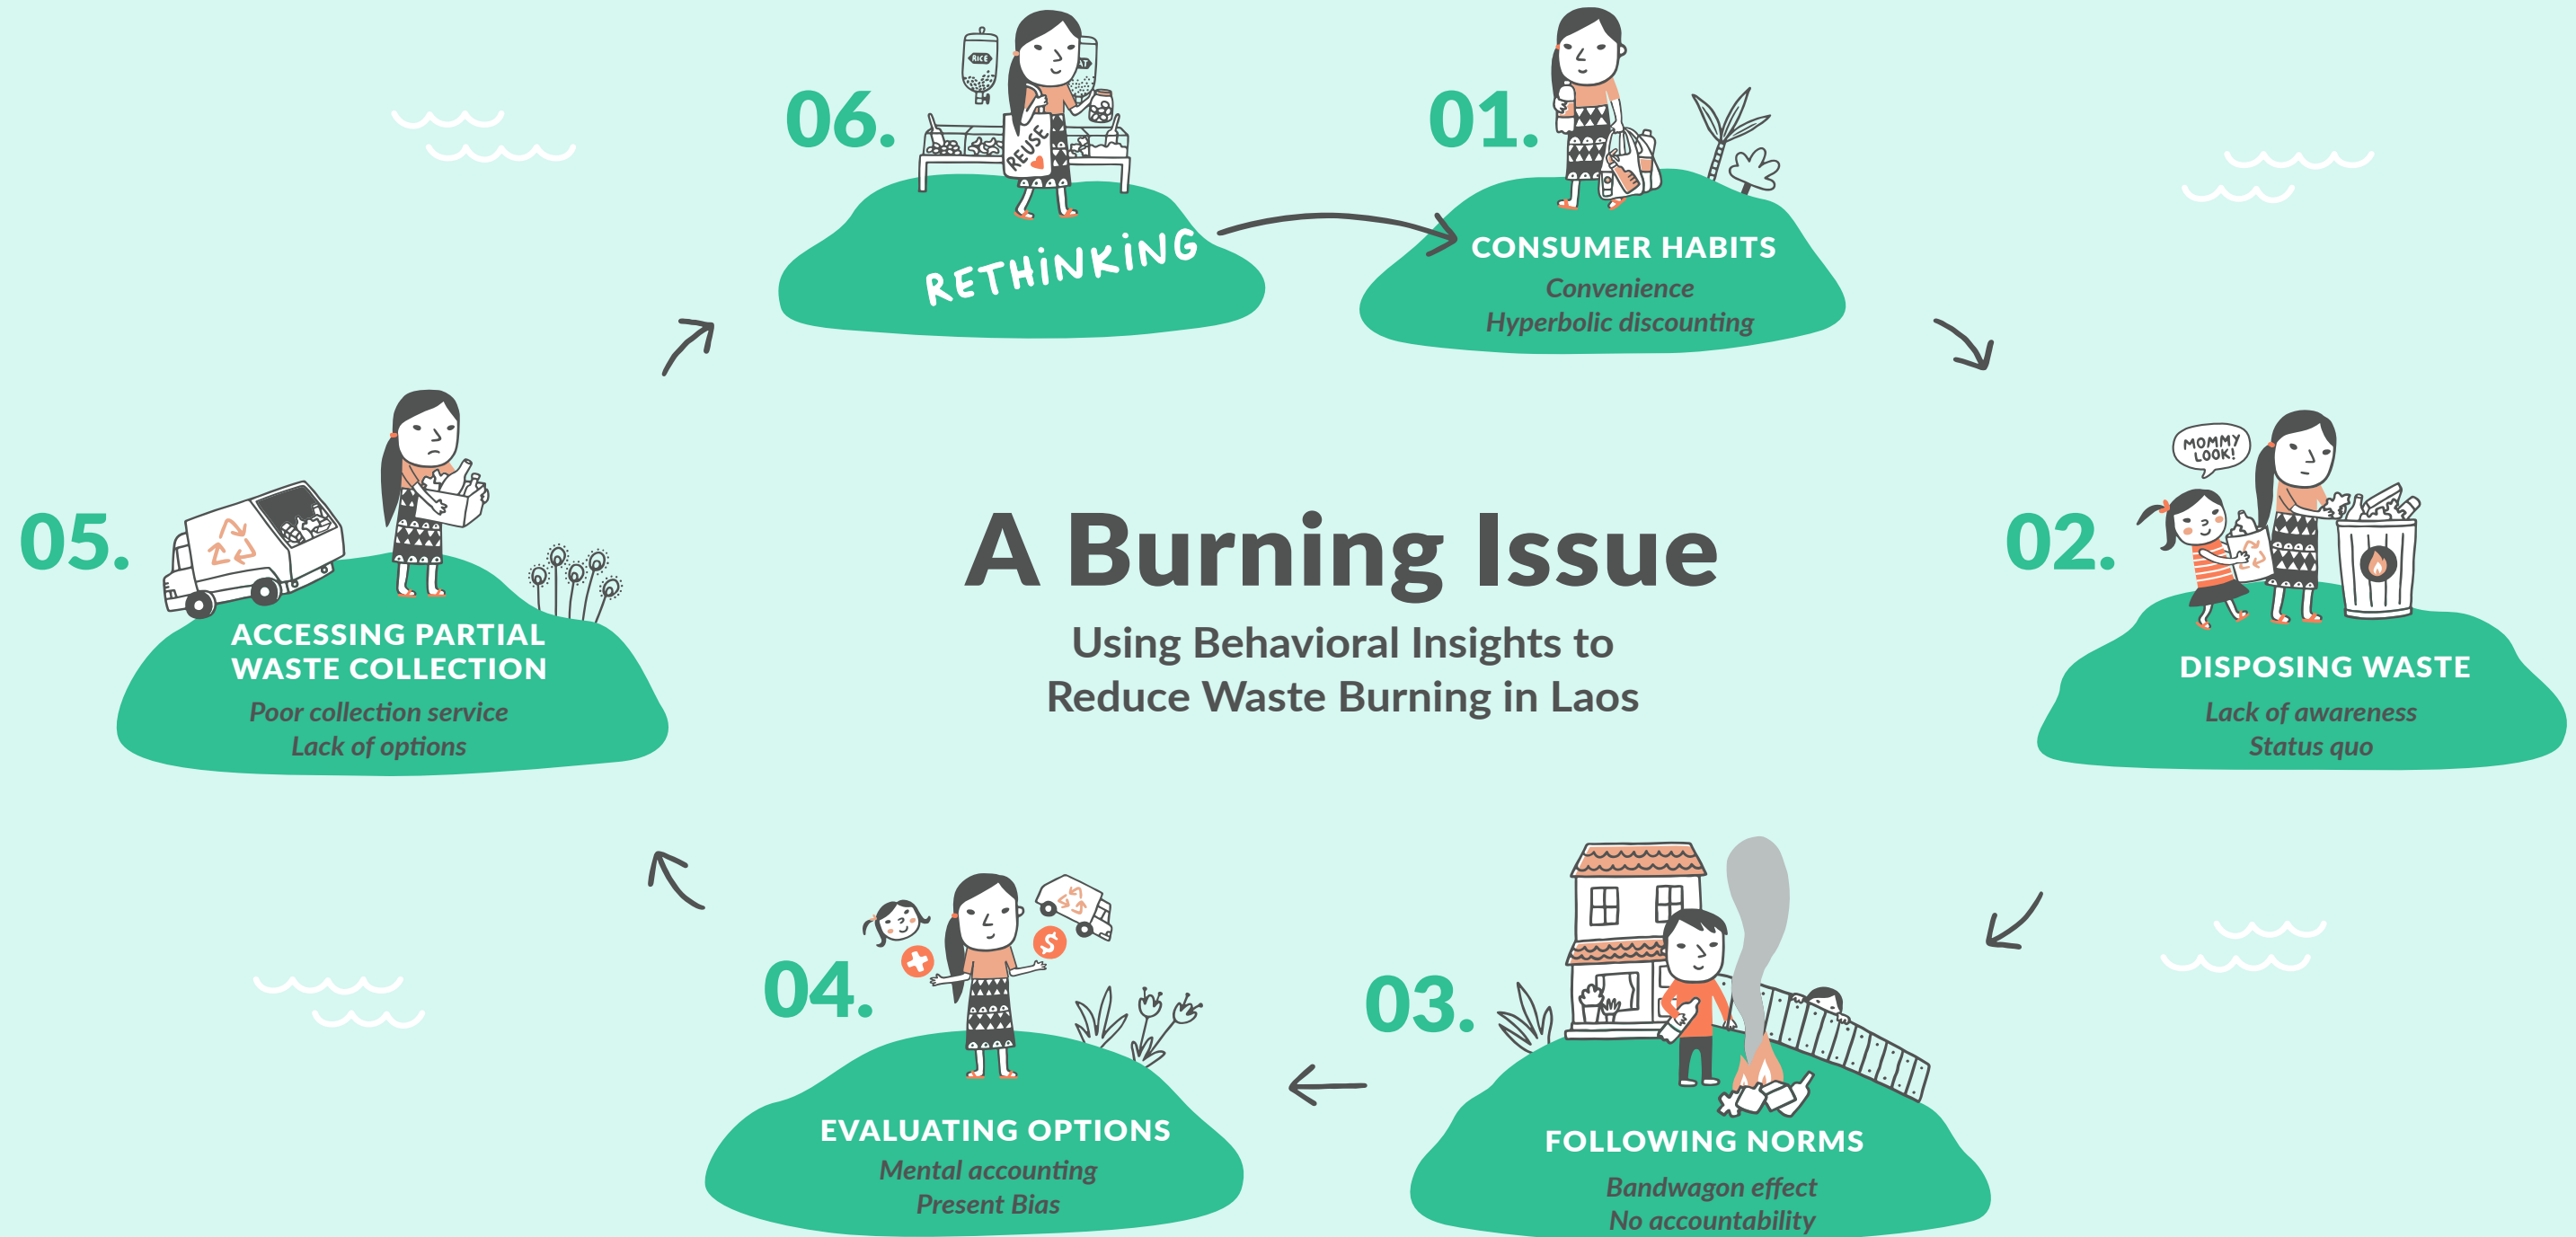 A Burning Issue
Using Behavioral Insights to
Reduce Waste Burning in Laos
01.
CONSUMER HABITS
Convenience
Hyperbolic discounting
02.
MOMMY
LOOK!
DISPOSING WASTE
Lack of awareness
Status quo
03.
FOLLOWING NORMS
Bandwagon effect
No accountability
04.
$
EVALUATING OPTIONS
Mental accounting
Present Bias
05.
ACCESSING PARTIAL
WASTE COLLECTION
Poor collection service
Lack of options
06.
RICE
REUSE
RETHiNKiNG